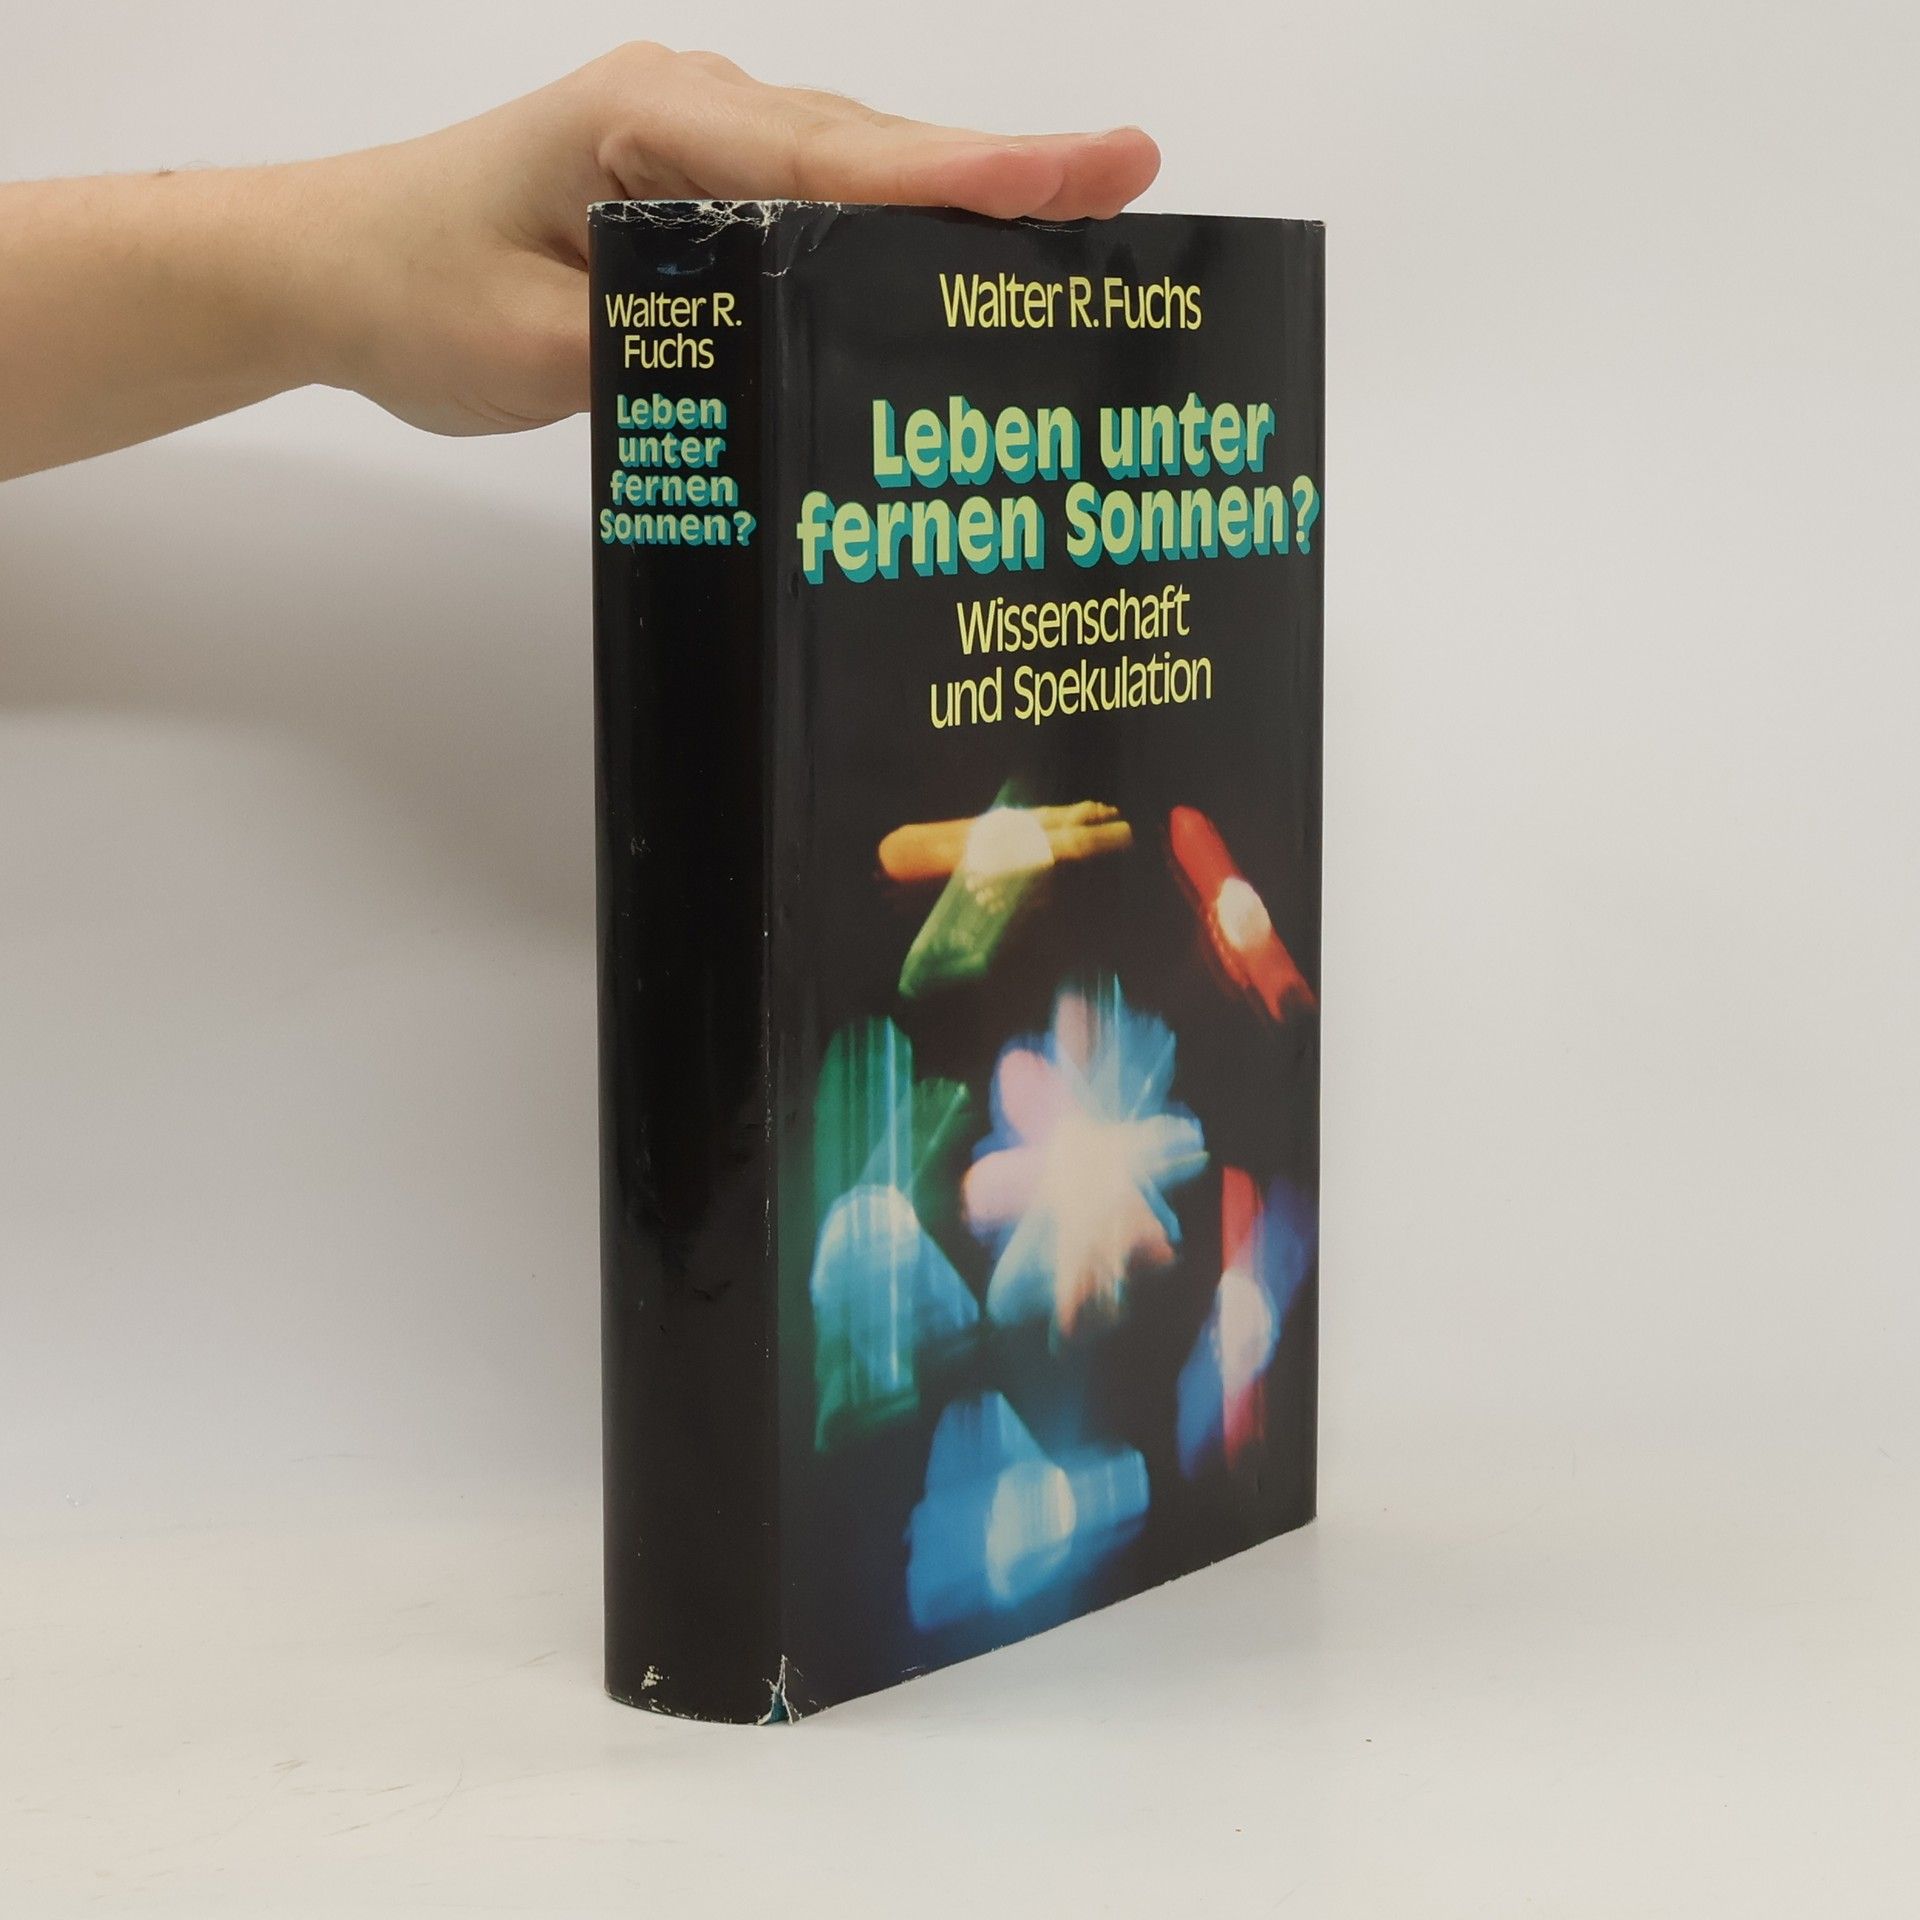 Walter R.
Fuchs
Leben
unter
fernen
Sonnen?
Walter R. Fuchs
Leben unter
fernen Sonnen?
Wissenschaft
und Spekulation